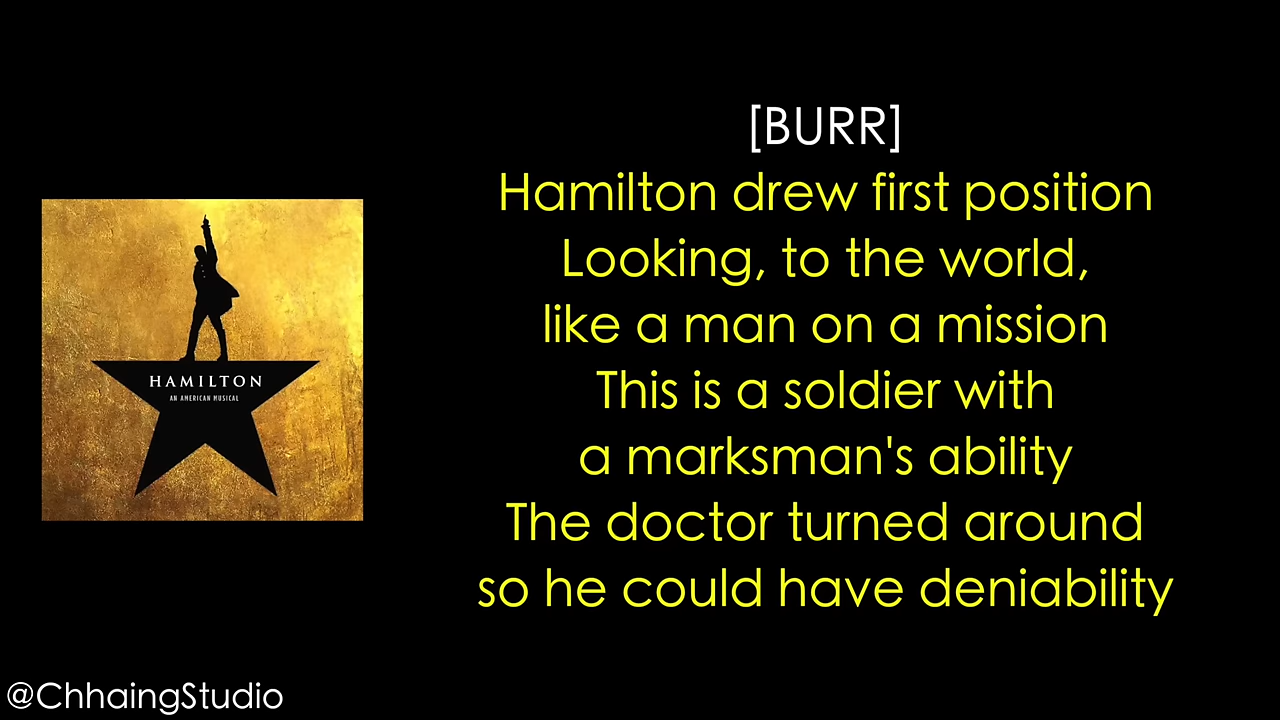 [BURR]
Hamilton drew first position
Looking, to the world,
like a man on a mission
This is a soldier with
a marksman's ability
The doctor turned around
so he could have deniability
HAMILTON
AN AMERICAN MUSICAL
@ChhaingStudio